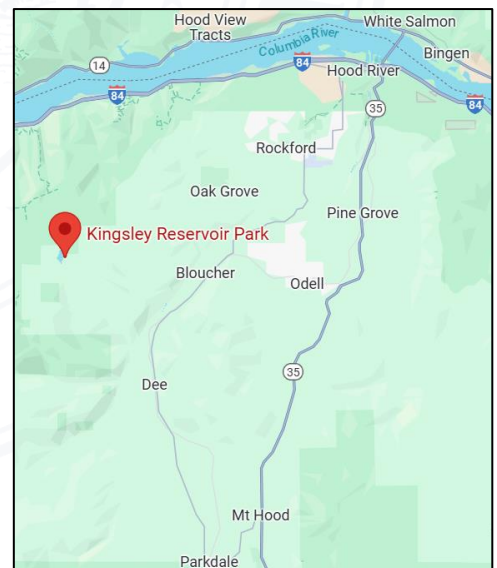 Hood View
Tracts
White Salmon
Columbia River
Bingen
14
84
Hood River
84
84
35
Rockford
Oak Grove
Pine Grove
Kingsley Reservoir Park
Bloucher
Odell
35
Dee
Mt Hood
Parkdale